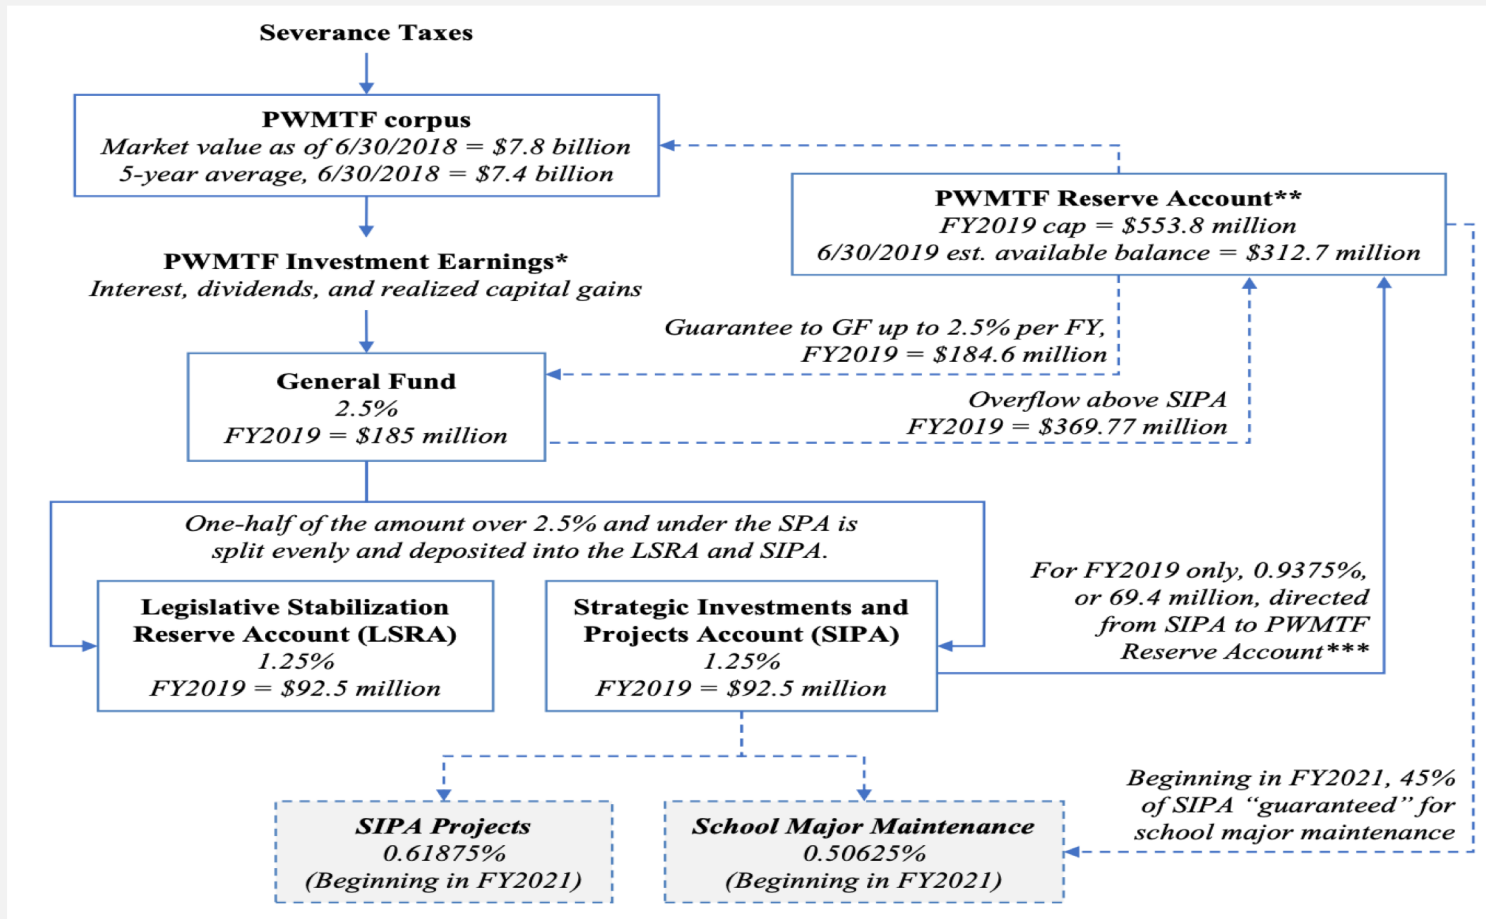 Severance Taxes
PWMTF corpus
Market value as of 6/30/2018 = $7.8 billion
5-year average, 6/30/2018 = $7.4 billion
PWMTF Reserve Account**
FY2019 cap = $553.8 million
6/30/2019 est. available balance = $312.7 million
PWMTF Investment Earnings*
Interest, dividends, and realized capital gains
Guarantee to GF up to 2.5% per FY,
FY2019 = $184.6 million
General Fund
2.5%
FY2019 = $185 million
Overflow above SIPA
FY2019 = $369.77 million
One-half of the amount over 2.5% and under the SPA is
split evenly and deposited into the LSRA and SIPA.
Legislative Stabilization
Reserve Account (LSRA)
1.25%
FY2019 = $92.5 million
Strategic Investments and
Projects Account (SIPA)
1.25%
FY2019 = $92.5 million
For FY2019 only, 0.9375%,
or 69.4 million, directed
from SIPA to PWMTF
Reserve Account***
SIPA Projects
0.61875%
(Beginning in FY2021)
School Major Maintenance
0.50625%
(Beginning in FY2021)
Beginning in FY2021, 45%
of SIPA “guaranteed” for
school major maintenance